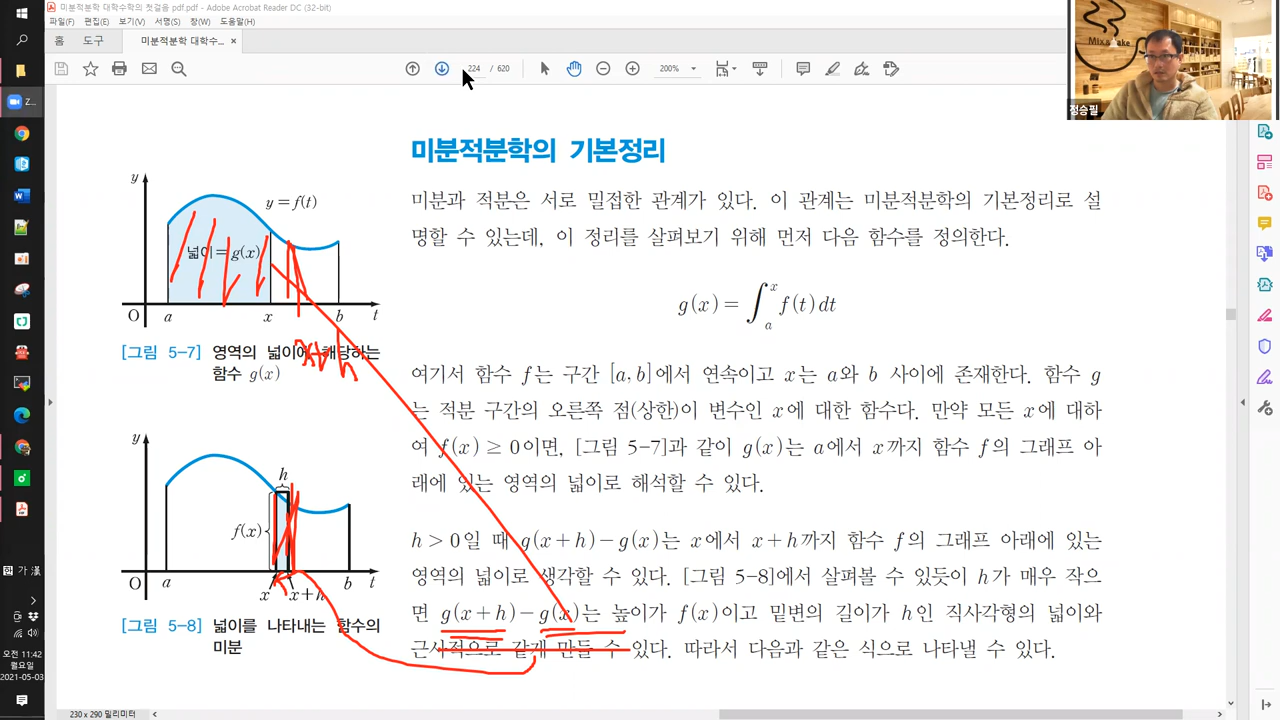 미분적분학 대학수학의 첫걸음 pdf.pdf - Adobe Acrobat Reader DC (32-bit)
파일(F) 편집(E) 보기(V) 서명(S) 창(W) 도움말(H)
홈 도구 미분적분학 대학수... ×
224 / 620 200%
Mix&Bake
정승필
미분적분학의 기본정리
미분과 적분은 서로 밀접한 관계가 있다. 이 관계는 미분적분학의 기본정리로 설
명할 수 있는데, 이 정리를 살펴보기 위해 먼저 다음 함수를 정의한다.
g(x) = ∫ₐˣ f(t) dt
y
y = f(t)
넓이 = g(x)
O a x b t
x+h
[그림 5-7] 영역의 넓이에 해당하는
함수 g(x)
여기서 함수 f는 구간 [a, b]에서 연속이고 x는 a와 b 사이에 존재한다. 함수 g
는 적분 구간의 오른쪽 점(상한)이 변수인 x에 대한 함수다. 만약 모든 x에 대하
여 f(x) ≥ 0이면, [그림 5-7]과 같이 g(x)는 a에서 x까지 함수 f의 그래프 아
래에 있는 영역의 넓이로 해석할 수 있다.
y
h
f(x)
O a x x+h b t
[그림 5-8] 넓이를 나타내는 함수의
미분
h > 0일 때 g(x+h)-g(x)는 x에서 x+h까지 함수 f의 그래프 아래에 있는
영역의 넓이로 생각할 수 있다. [그림 5-8]에서 살펴볼 수 있듯이 h가 매우 작으
면 g(x+h)-g(x)는 높이가 f(x)이고 밑변의 길이가 h인 직사각형의 넓이와
근사적으로 같게 만들 수 있다. 따라서 다음과 같은 식으로 나타낼 수 있다.
Z...
한 가 漢
오전 11:42
월요일
2021-05-03
230 x 290 밀리미터